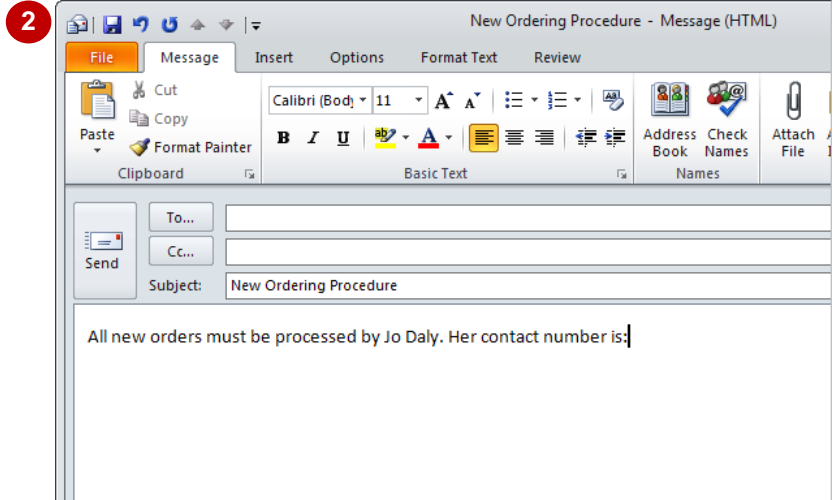 2
New Ordering Procedure - Message (HTML)
File Message Insert Options Format Text Review
Cut
Copy
Format Painter
Paste
Clipboard
Calibri (Body 11
A A
ab A
B I U
Basic Text
Address Book
Check Names
Names
Attach File
Send
To...
Cc...
Subject: New Ordering Procedure
All new orders must be processed by Jo Daly. Her contact number is: